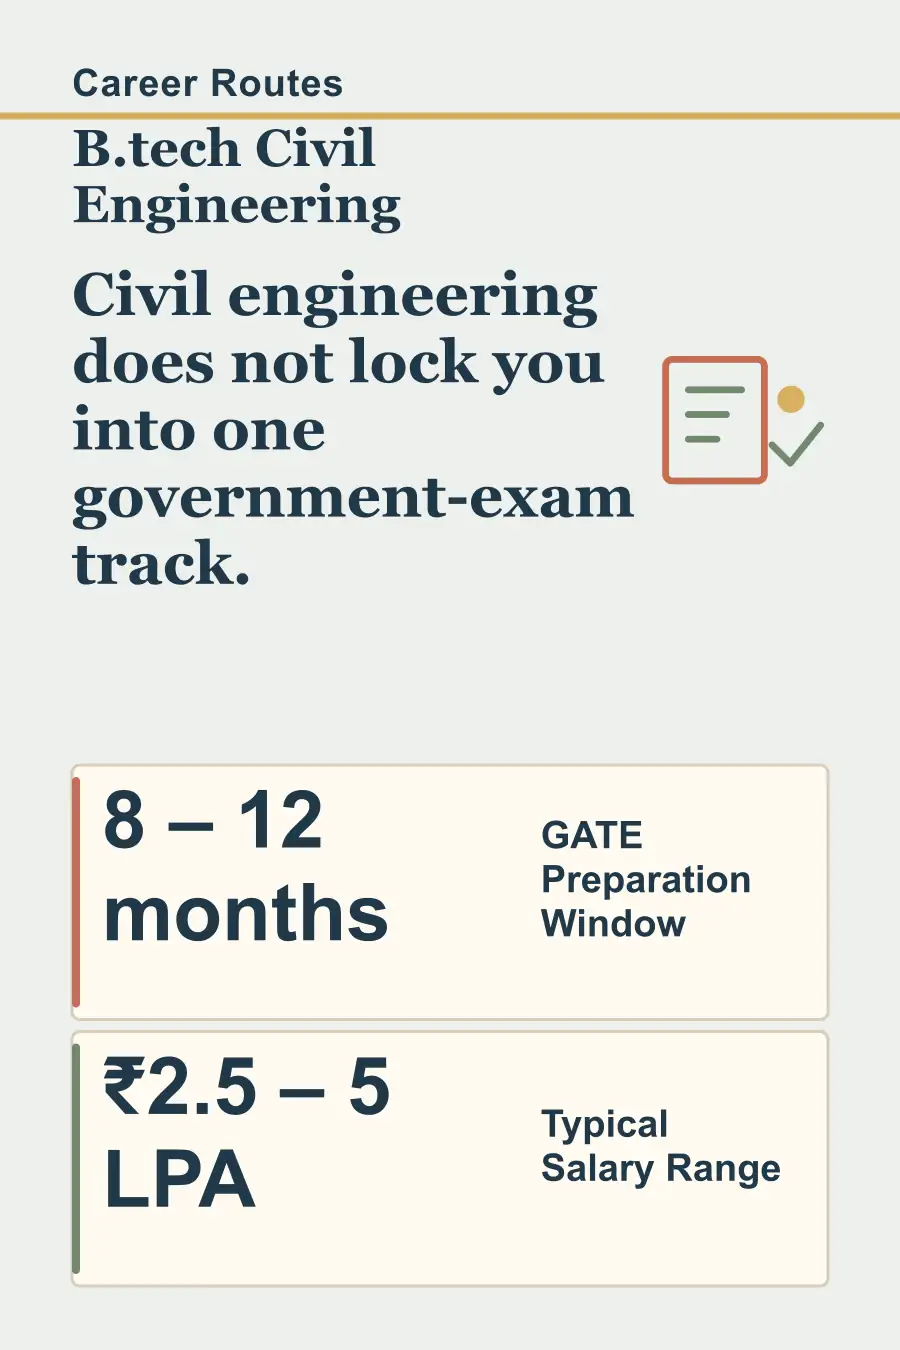 Career Routes
B.tech Civil
Engineering
Civil engineering
does not lock you
into one
government-exam
track.
8 – 12
months
GATE
Preparation
Window
₹2.5 – 5
LPA
Typical
Salary Range